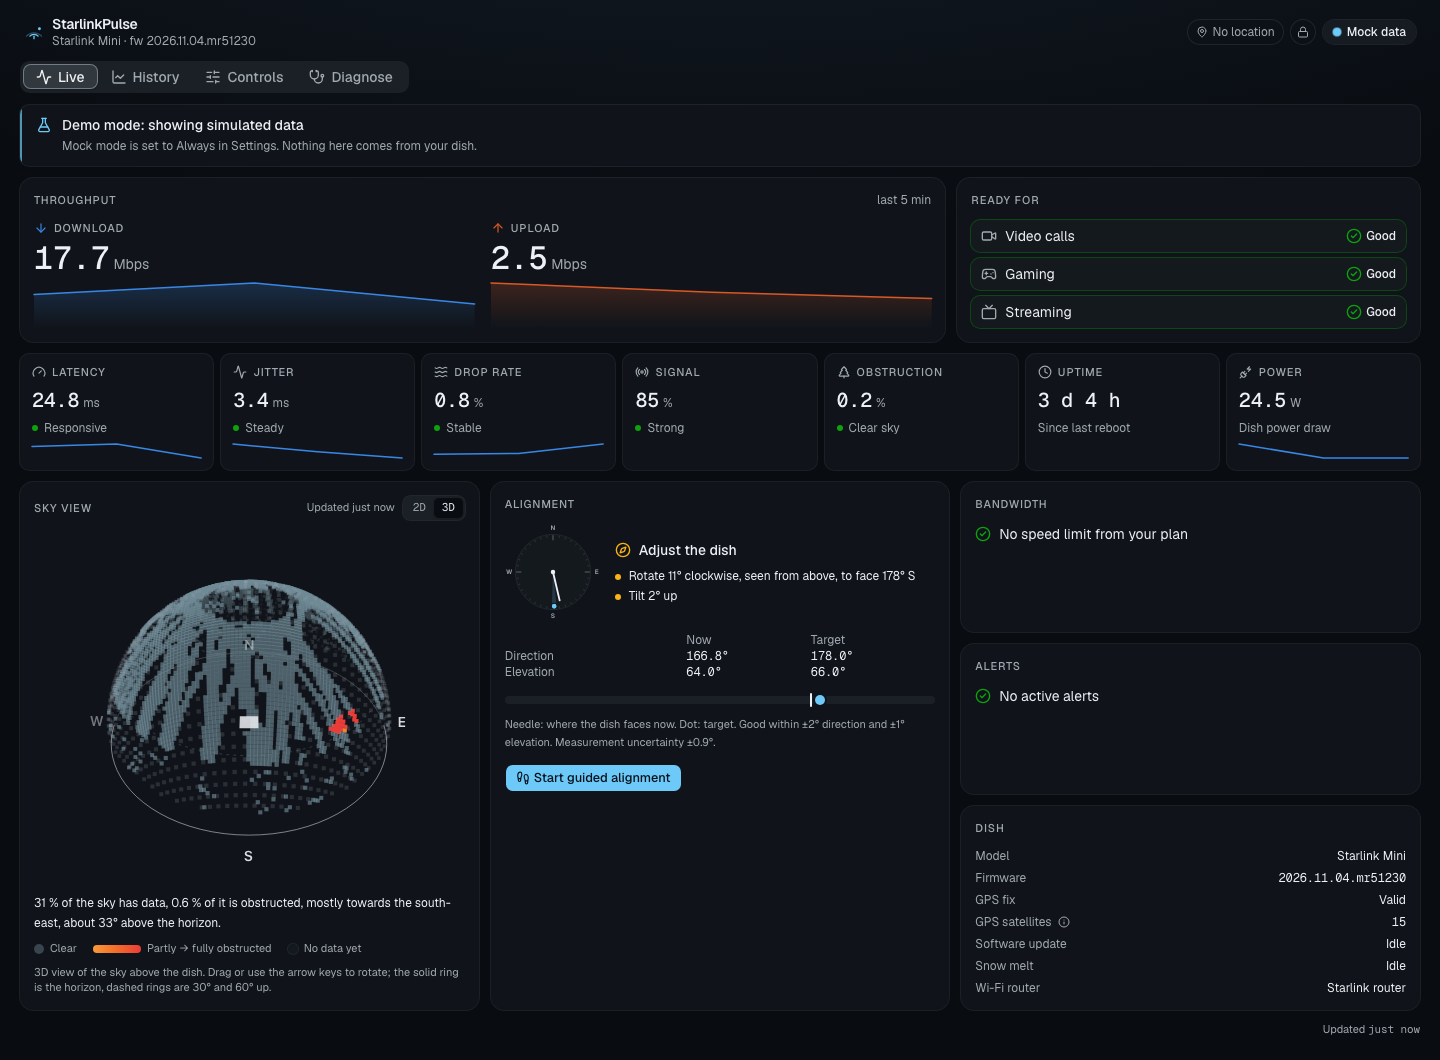 StarlinkPulse
Starlink Mini · fw 2026.11.04.mr51230
No location
Mock data
Live
History
Controls
Diagnose
Demo mode: showing simulated data
Mock mode is set to Always in Settings. Nothing here comes from your dish.
THROUGHPUT
last 5 min
DOWNLOAD
17.7 Mbps
UPLOAD
2.5 Mbps
READY FOR
Video calls
Good
Gaming
Good
Streaming
Good
LATENCY
24.8 ms
Responsive
JITTER
3.4 ms
Steady
DROP RATE
0.8 %
Stable
SIGNAL
85 %
Strong
OBSTRUCTION
0.2 %
Clear sky
UPTIME
3 d 4 h
Since last reboot
POWER
24.5 W
Dish power draw
SKY VIEW
Updated just now
2D
3D
N
W
E
S
31 % of the sky has data, 0.6 % of it is obstructed, mostly towards the south-
east, about 33° above the horizon.
Clear
Partly → fully obstructed
No data yet
3D view of the sky above the dish. Drag or use the arrow keys to rotate; the solid ring
is the horizon, dashed rings are 30° and 60° up.
ALIGNMENT
N
W
E
S
Adjust the dish
Rotate 11° clockwise, seen from above, to face 178° S
Tilt 2° up
Now Target
Direction 166.8° 178.0°
Elevation 64.0° 66.0°
Needle: where the dish faces now. Dot: target. Good within ±2° direction and ±1°
elevation. Measurement uncertainty ±0.9°.
Start guided alignment
BANDWIDTH
No speed limit from your plan
ALERTS
No active alerts
DISH
Model Starlink Mini
Firmware 2026.11.04.mr51230
GPS fix Valid
GPS satellites 15
Software update Idle
Snow melt Idle
Wi-Fi router Starlink router
Updated just now